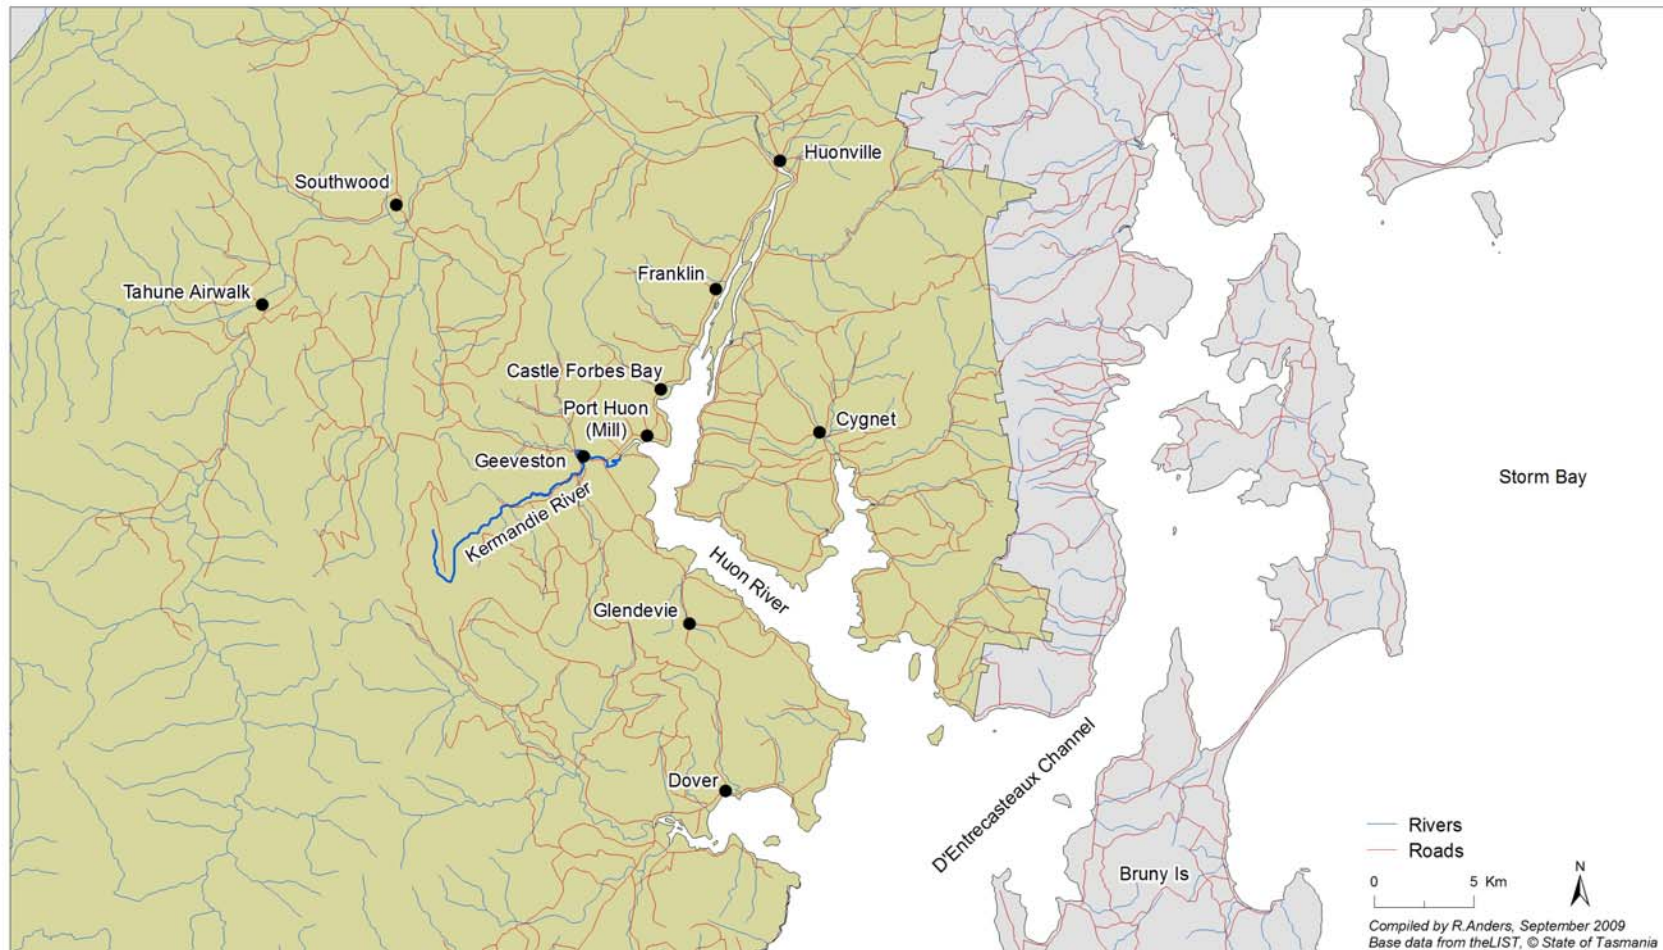 Huonville
Southwood
Franklin
Tahune Airwalk
Castle Forbes Bay
Port Huon
(Mill)
Cygnet
Geeveston
Storm Bay
Kermandie River
Huon River
Glendevie
D'Entrecasteaux Channel
Dover
Bruny Is
Rivers
Roads
0 5 Km
N
Compiled by R.Anders, September 2009
Base data from theLIST, © State of Tasmania